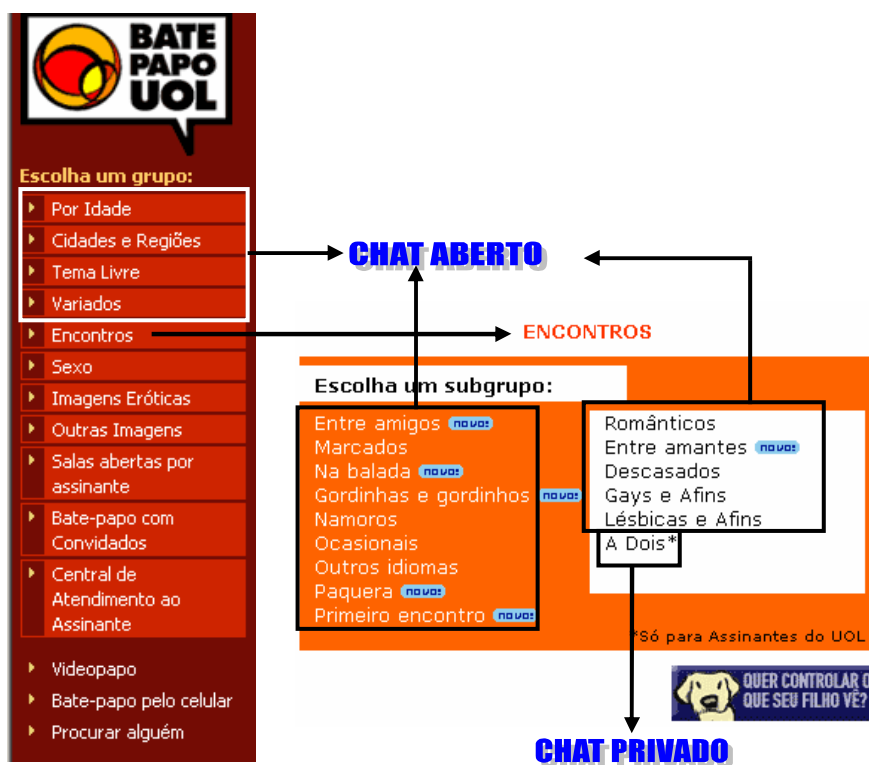 BATE
PAPO
UOL
Escolha um grupo:
Por Idade
Cidades e Regiões
Tema Livre
Variados
Encontros
Sexo
Imagens Eróticas
Outras Imagens
Salas abertas por
assinante
Bate-papo com
Convidados
Central de
Atendimento ao
Assinante
Videopapo
Bate-papo pelo celular
Procurar alguém
CHAT ABERTO
ENCONTROS
Escolha um subgrupo:
Entre amigos novo!
Marcados
Na balada novo!
Gordinhas e gordinhos novo!
Namoros
Ocasionais
Outros idiomas
Paquera novo!
Primeiro encontro novo!
Românticos
Entre amantes novo!
Descasados
Gays e Afins
Lésbicas e Afins
A Dois*
*Só para Assinantes do UOL
QUER CONTROLAR O
QUE SEU FILHO VÊ?
CHAT PRIVADO